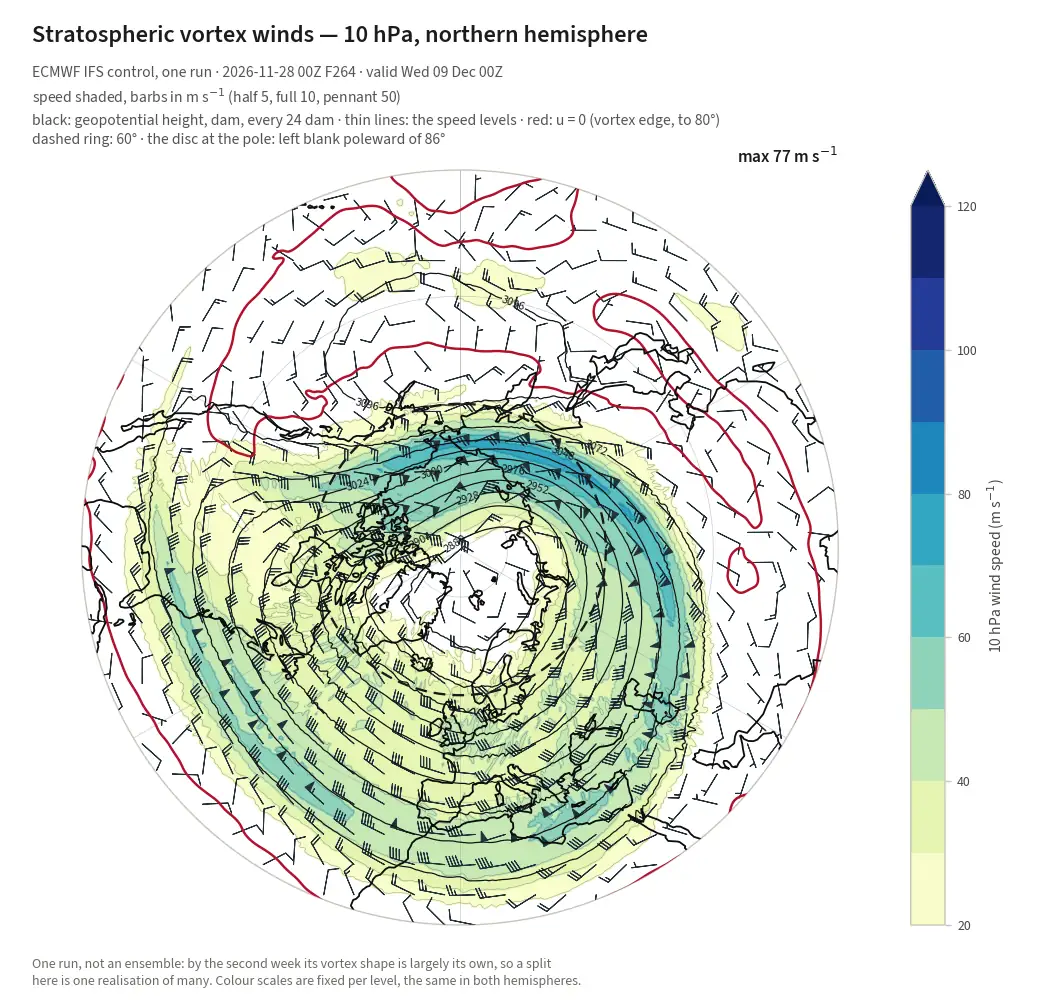 Stratospheric vortex winds — 10 hPa, northern hemisphere
ECMWF IFS control, one run · 2026-11-28 00Z F264 · valid Wed 09 Dec 00Z
speed shaded, barbs in m s⁻¹ (half 5, full 10, pennant 50)
black: geopotential height, dam, every 24 dam · thin lines: the speed levels · red: u = 0 (vortex edge, to 80°)
dashed ring: 60° · the disc at the pole: left blank poleward of 86°
max 77 m s⁻¹
120
100
80
60
40
20
10 hPa wind speed (m s⁻¹)
3096
3096
3072
3048
3000
3024
2976
2952
2928
One run, not an ensemble: by the second week its vortex shape is largely its own, so a split
here is one realisation of many. Colour scales are fixed per level, the same in both hemispheres.